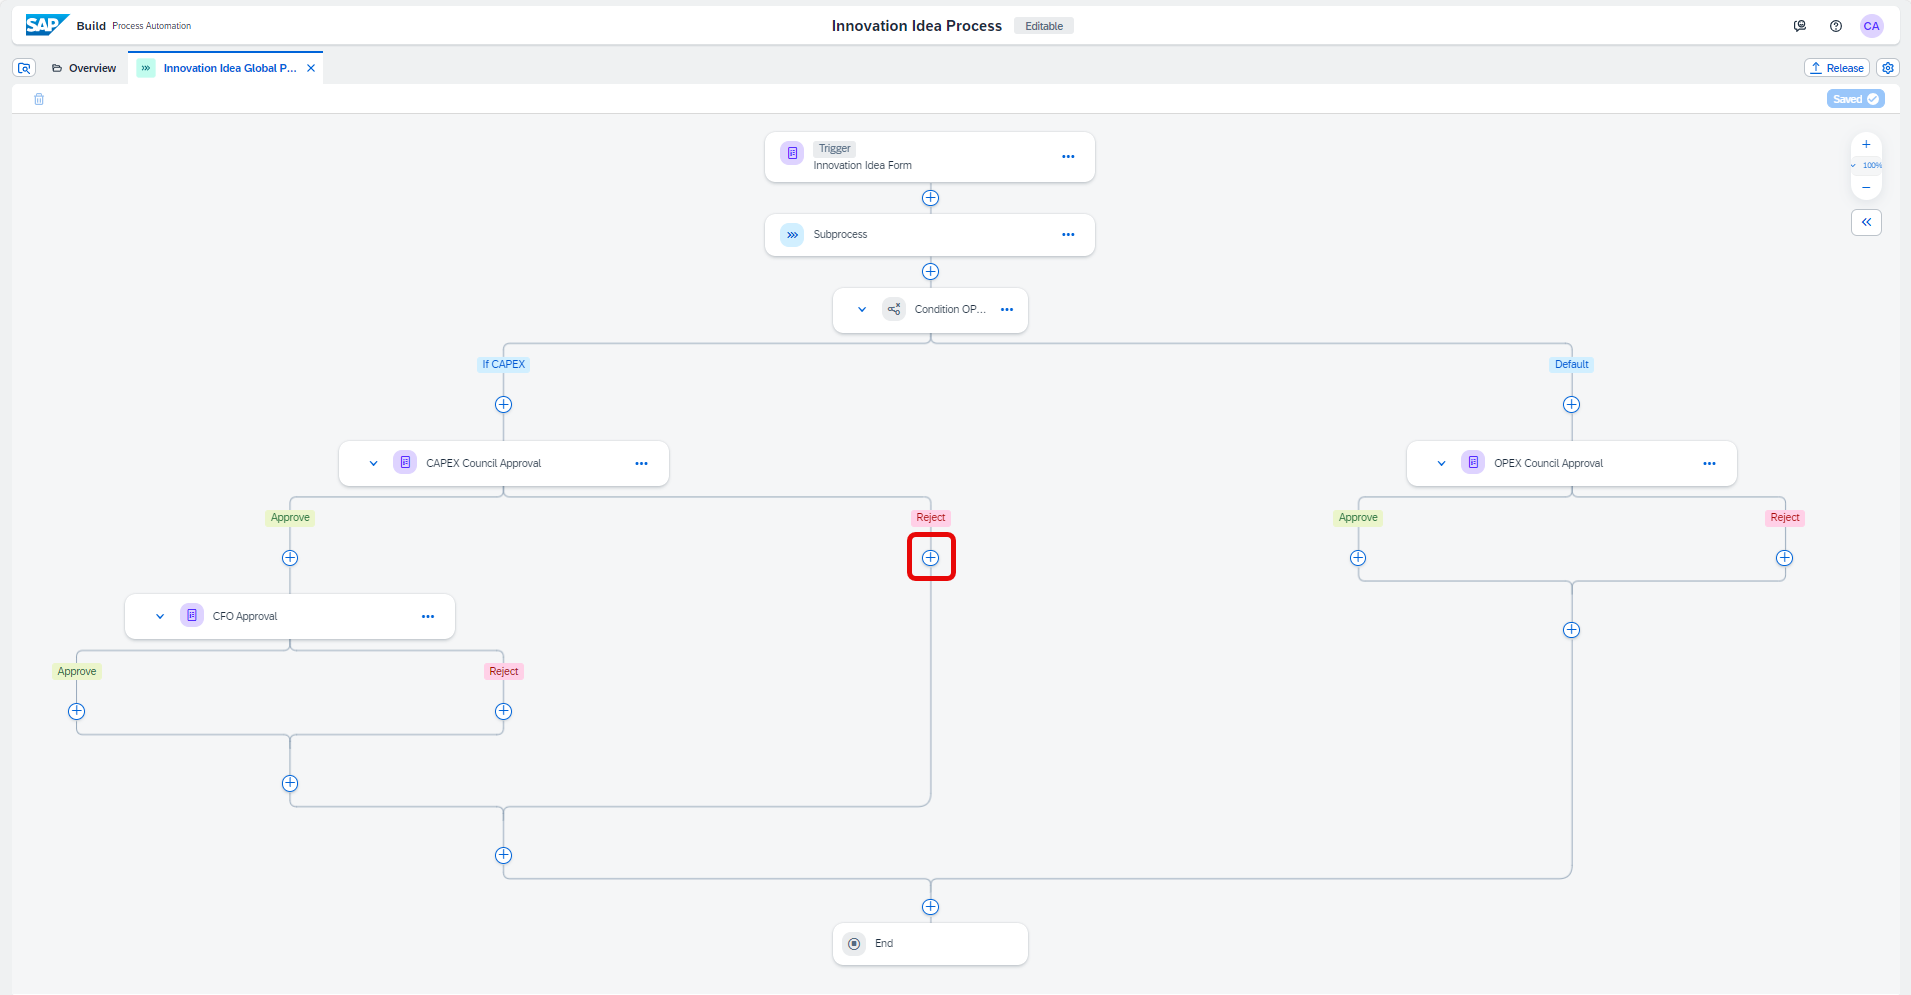 SAP Build Process Automation
Innovation Idea Process Editable
CA
Overview
Innovation Idea Global P...
Release
Saved
Trigger
Innovation Idea Form
100%
Subprocess
Condition OP...
If CAPEX
Default
CAPEX Council Approval
OPEX Council Approval
Approve
Reject
Approve
Reject
CFO Approval
Approve
Reject
End